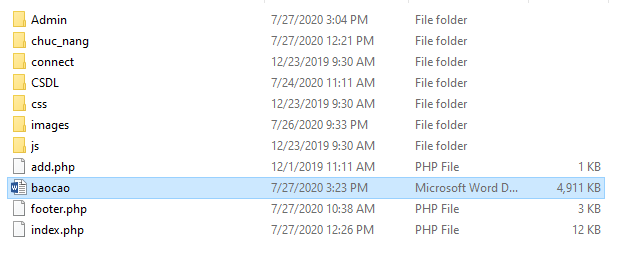 Admin 7/27/2020 3:04 PM File folder
chuc_nang 7/27/2020 12:21 PM File folder
connect 12/23/2019 9:30 AM File folder
CSDL 7/24/2020 11:11 AM File folder
css 12/23/2019 9:30 AM File folder
images 7/26/2020 9:33 PM File folder
js 12/23/2019 9:30 AM File folder
add.php 12/1/2019 11:11 AM PHP File 1 KB
baocao 7/27/2020 3:23 PM Microsoft Word D... 4,911 KB
footer.php 7/27/2020 10:38 AM PHP File 3 KB
index.php 7/27/2020 12:26 PM PHP File 12 KB